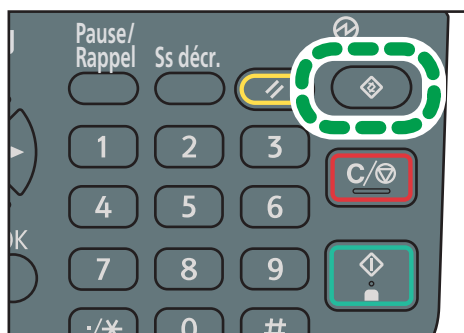 Pause/
Rappel Ss décr.
1 2 3
C/
4 5 6
OK
7 8 9
./* 0 #